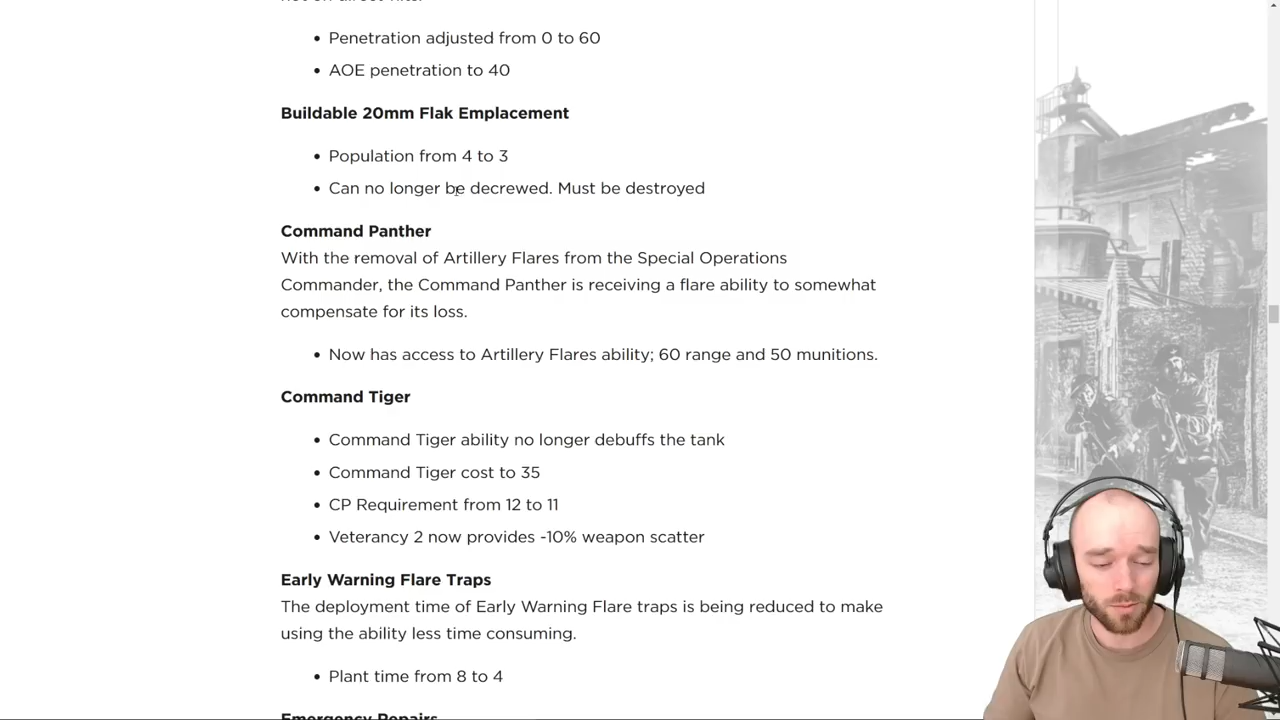 • Penetration adjusted from 0 to 60
• AOE penetration to 40
Buildable 20mm Flak Emplacement
• Population from 4 to 3
• Can no longer be decrewed. Must be destroyed
Command Panther
With the removal of Artillery Flares from the Special Operations
Commander, the Command Panther is receiving a flare ability to somewhat
compensate for its loss.
• Now has access to Artillery Flares ability; 60 range and 50 munitions.
Command Tiger
• Command Tiger ability no longer debuffs the tank
• Command Tiger cost to 35
• CP Requirement from 12 to 11
• Veterancy 2 now provides -10% weapon scatter
Early Warning Flare Traps
The deployment time of Early Warning Flare traps is being reduced to make
using the ability less time consuming.
• Plant time from 8 to 4
Emergency Repairs